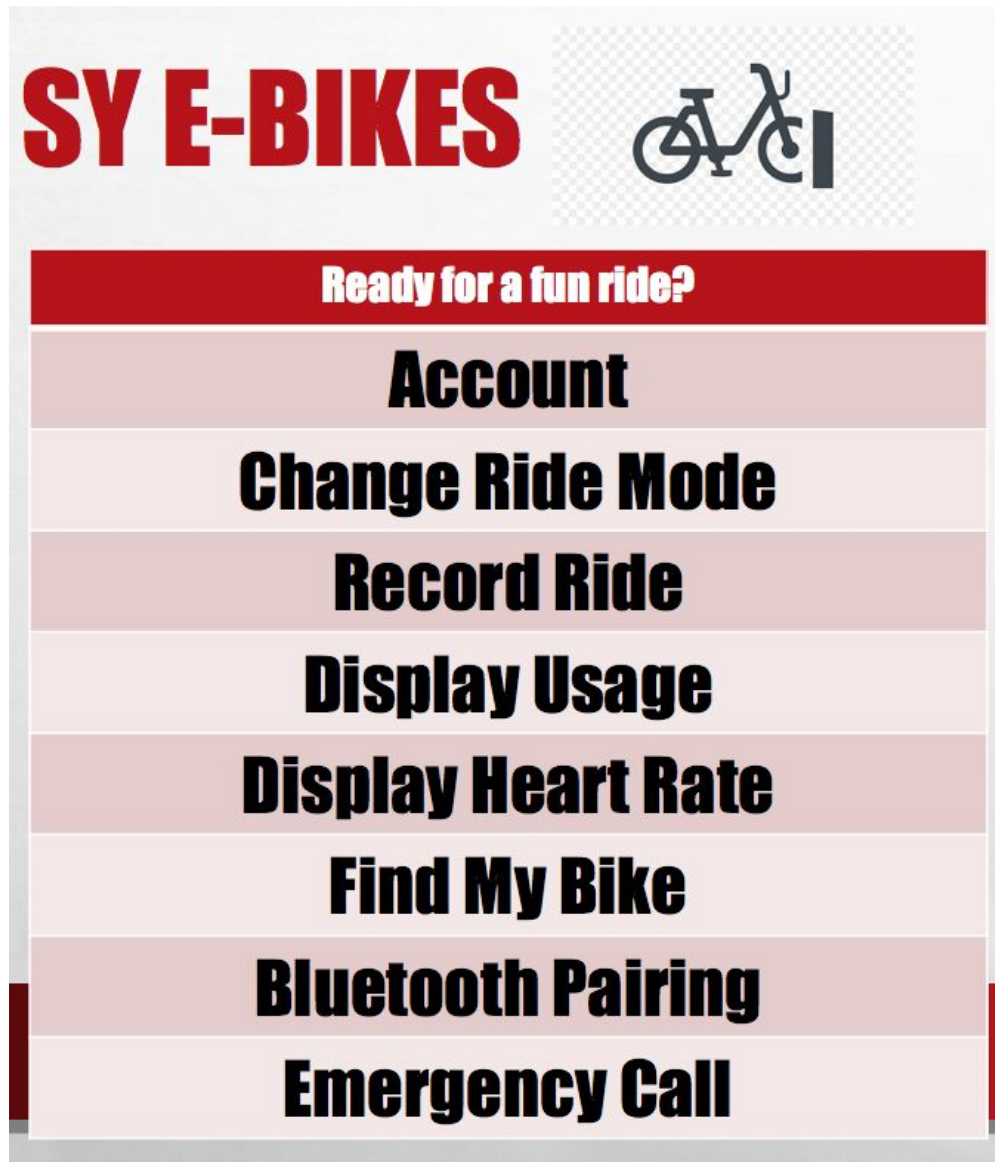 SY E-BIKES
Ready for a fun ride?
Account
Change Ride Mode
Record Ride
Display Usage
Display Heart Rate
Find My Bike
Bluetooth Pairing
Emergency Call